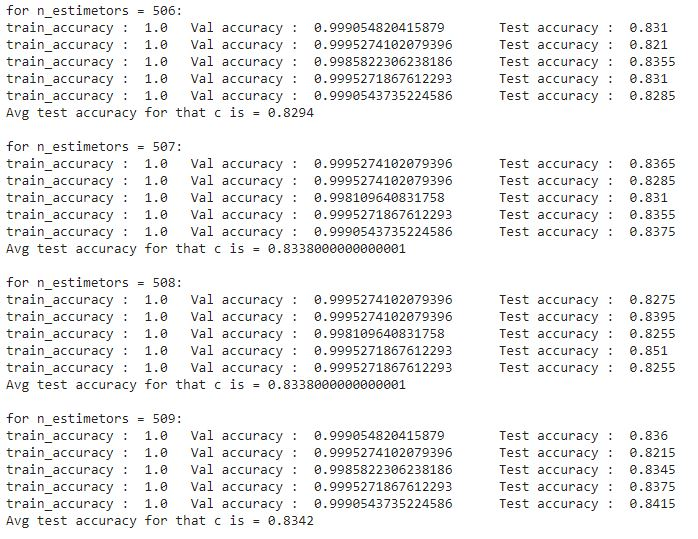 for n_estimetors = 506:
train_accuracy :  1.0   Val accuracy :  0.999054820415879       Test accuracy :  0.831
train_accuracy :  1.0   Val accuracy :  0.9995274102079396      Test accuracy :  0.821
train_accuracy :  1.0   Val accuracy :  0.9985822306238186      Test accuracy :  0.8355
train_accuracy :  1.0   Val accuracy :  0.9995271867612293      Test accuracy :  0.831
train_accuracy :  1.0   Val accuracy :  0.9990543735224586      Test accuracy :  0.8285
Avg test accuracy for that c is = 0.8294
for n_estimetors = 507:
train_accuracy :  1.0   Val accuracy :  0.9995274102079396      Test accuracy :  0.8365
train_accuracy :  1.0   Val accuracy :  0.9995274102079396      Test accuracy :  0.8285
train_accuracy :  1.0   Val accuracy :  0.998109640831758       Test accuracy :  0.831
train_accuracy :  1.0   Val accuracy :  0.9995271867612293      Test accuracy :  0.8355
train_accuracy :  1.0   Val accuracy :  0.9990543735224586      Test accuracy :  0.8375
Avg test accuracy for that c is = 0.8338000000000001
for n_estimetors = 508:
train_accuracy :  1.0   Val accuracy :  0.9995274102079396      Test accuracy :  0.8275
train_accuracy :  1.0   Val accuracy :  0.9995274102079396      Test accuracy :  0.8395
train_accuracy :  1.0   Val accuracy :  0.998109640831758       Test accuracy :  0.8255
train_accuracy :  1.0   Val accuracy :  0.9995271867612293      Test accuracy :  0.851
train_accuracy :  1.0   Val accuracy :  0.9995271867612293      Test accuracy :  0.8255
Avg test accuracy for that c is = 0.8338000000000001
for n_estimetors = 509:
train_accuracy :  1.0   Val accuracy :  0.999054820415879       Test accuracy :  0.836
train_accuracy :  1.0   Val accuracy :  0.9995274102079396      Test accuracy :  0.8215
train_accuracy :  1.0   Val accuracy :  0.9985822306238186      Test accuracy :  0.8345
train_accuracy :  1.0   Val accuracy :  0.9995271867612293      Test accuracy :  0.8375
train_accuracy :  1.0   Val accuracy :  0.9990543735224586      Test accuracy :  0.8415
Avg test accuracy for that c is = 0.8342